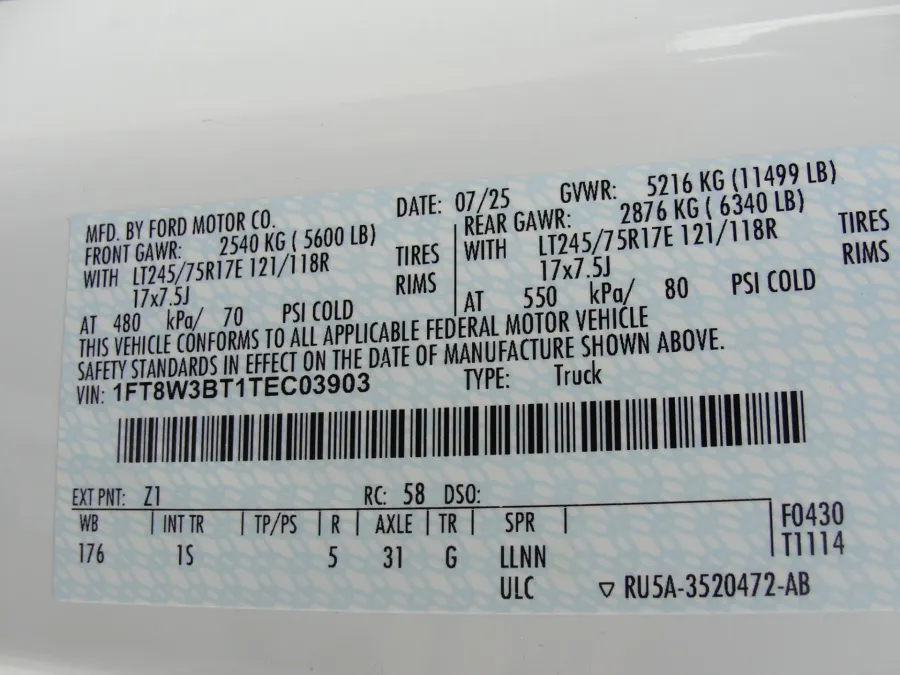 MFD. BY FORD MOTOR CO. DATE: 07/25 GVWR: 5216 KG (11499 LB)
FRONT GAWR: 2540 KG ( 5600 LB) REAR GAWR: 2876 KG ( 6340 LB)
WITH LT245/75R17E 121/118R TIRES WITH LT245/75R17E 121/118R TIRES
17x7.5J RIMS 17x7.5J RIMS
AT 480 kPa/ 70 PSI COLD AT 550 kPa/ 80 PSI COLD
THIS VEHICLE CONFORMS TO ALL APPLICABLE FEDERAL MOTOR VEHICLE
SAFETY STANDARDS IN EFFECT ON THE DATE OF MANUFACTURE SHOWN ABOVE.
VIN: 1FT8W3BT1TEC03903 TYPE: Truck
EXT PNT: Z1 RC: 58 DSO:
WB INT TR TP/PS R AXLE TR SPR F0430
176 1S 5 31 G LLNN T1114
ULC ▽ RU5A-3520472-AB